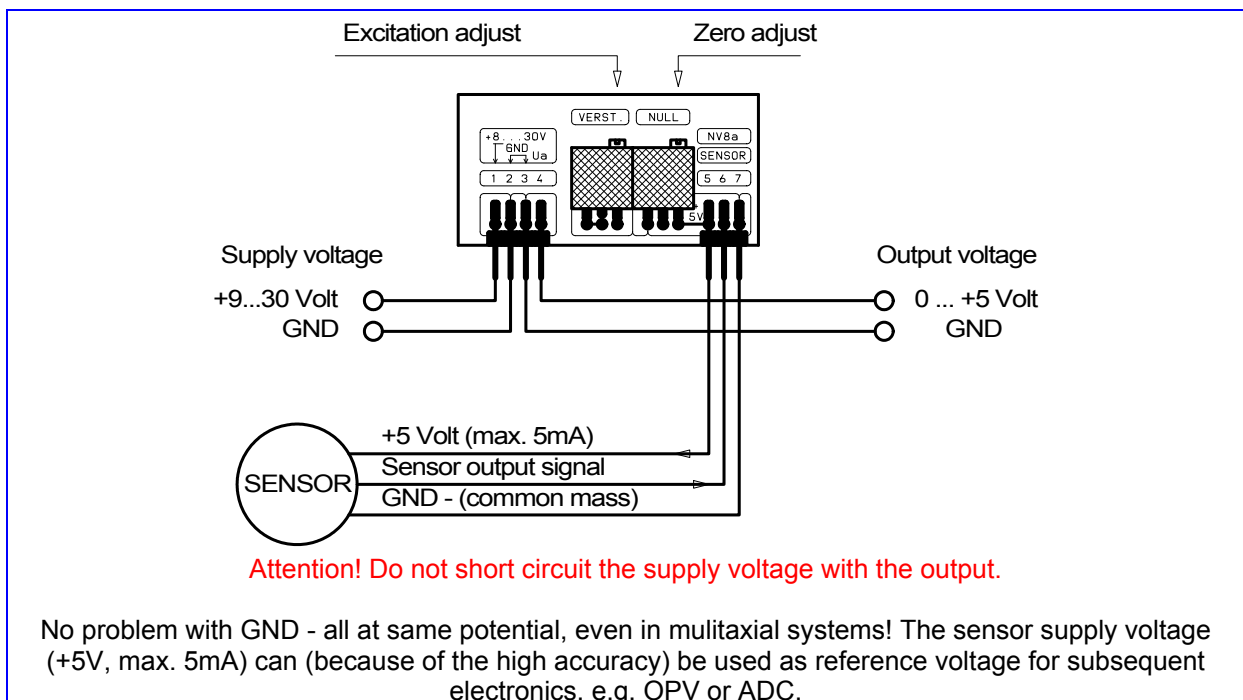 Excitation adjust
Zero adjust
VERST.
NULL
+8...30V
GND
Ua
NV8a
SENSOR
1 2 3 4
5 6 7
5V
Supply voltage
Output voltage
+9...30 Volt
0 ... +5 Volt
GND
GND
+5 Volt (max. 5mA)
Sensor output signal
SENSOR
GND - (common mass)
Attention! Do not short circuit the supply voltage with the output.
No problem with GND - all at same potential, even in mulitaxial systems! The sensor supply voltage
(+5V, max. 5mA) can (because of the high accuracy) be used as reference voltage for subsequent
electronics, e.g. OPV or ADC.